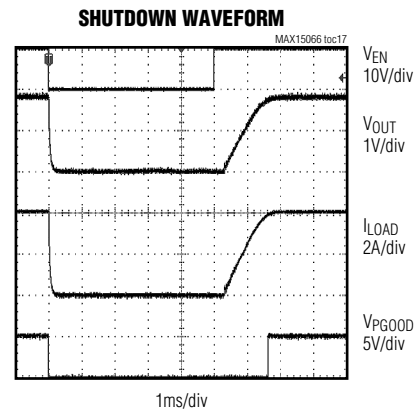 SHUTDOWN WAVEFORM
MAX15066 toc17
VEN
10V/div
VOUT
1V/div
ILOAD
2A/div
VPGOOD
5V/div
1ms/div